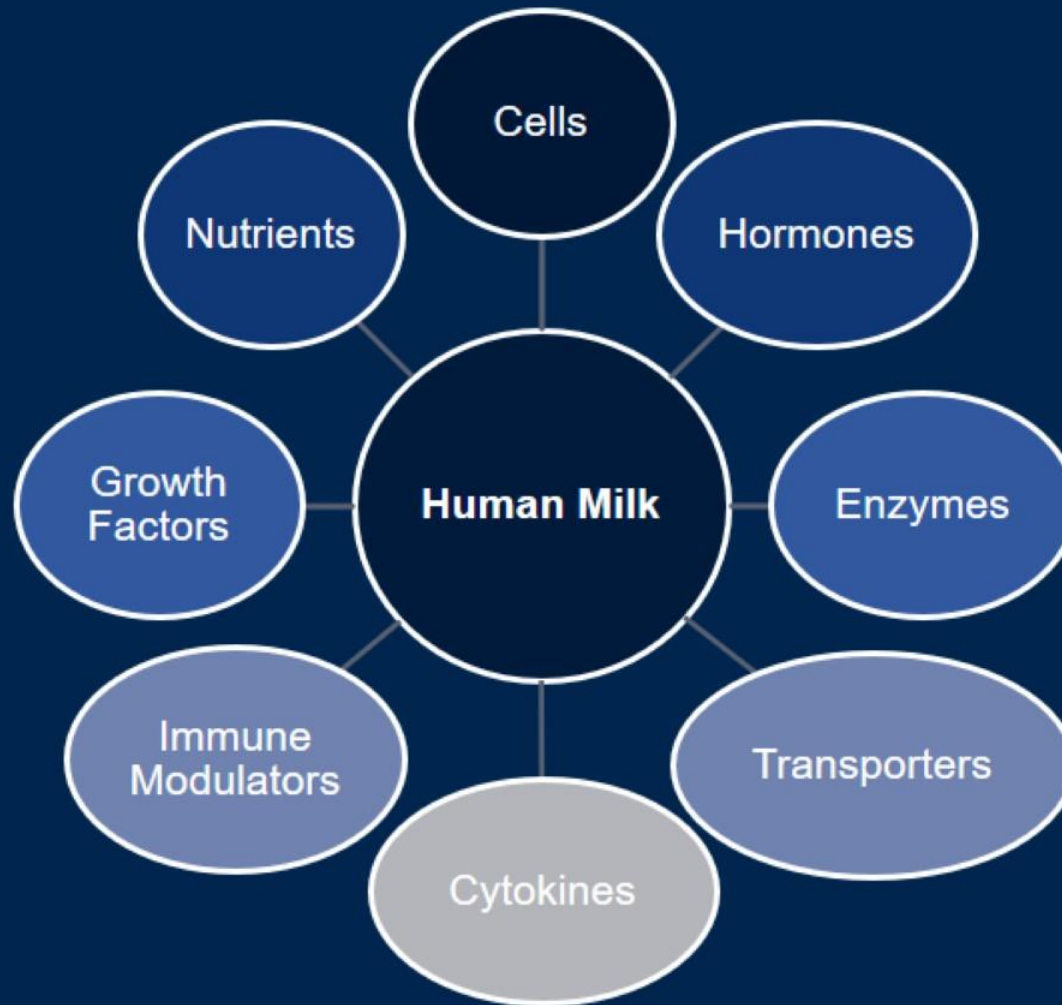 Cells
Nutrients
Hormones
Growth
Factors
Human Milk
Enzymes
Immune
Modulators
Transporters
Cytokines